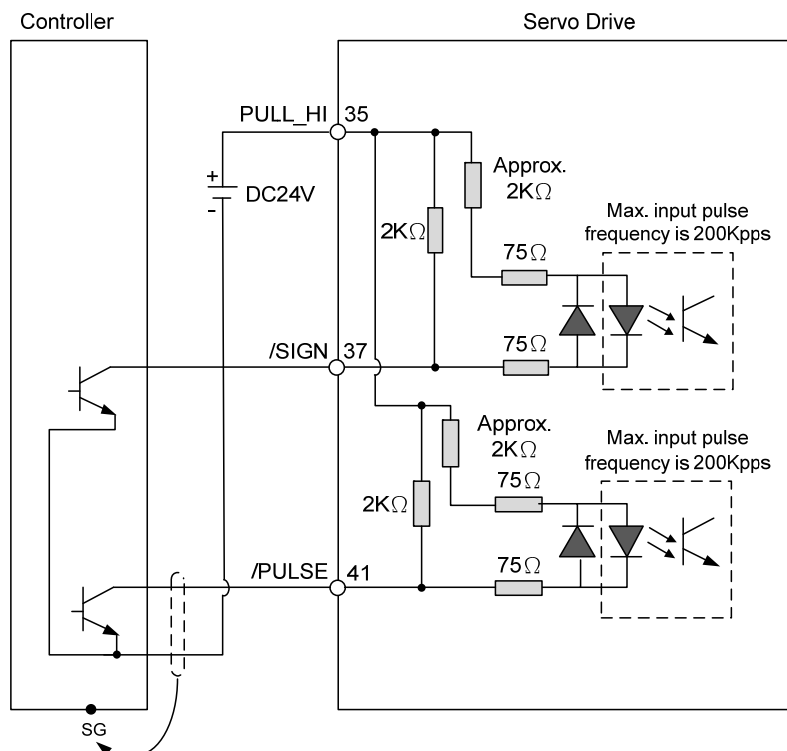 Controller
Servo Drive
PULL_HI
35
+
-
DC24V
2KΩ
Approx.
2KΩ
75Ω
Max. input pulse
frequency is 200Kpps
/SIGN
37
75Ω
Approx.
2KΩ
2KΩ
75Ω
Max. input pulse
frequency is 200Kpps
/PULSE
41
75Ω
SG